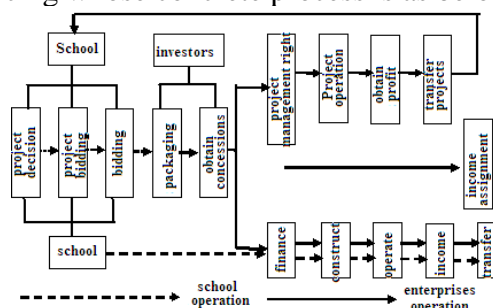 School
investors
project
decision
project
bidding
bidding
packaging
obtain
concessions
project
management right
Project
operation
obtain
profit
transfer
projects
income
assignment
school
finance
construct
operate
income
transfer
school
operation
enterprises
operation